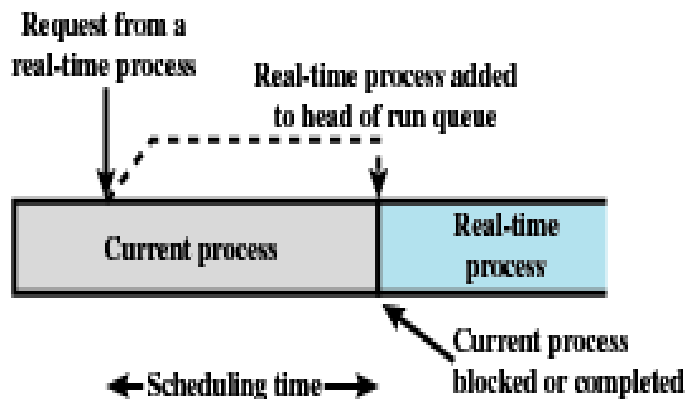 Request from a
real-time process
Real-time process added
to head of run queue
Current process
Real-time
process
Current process
blocked or completed
Scheduling time